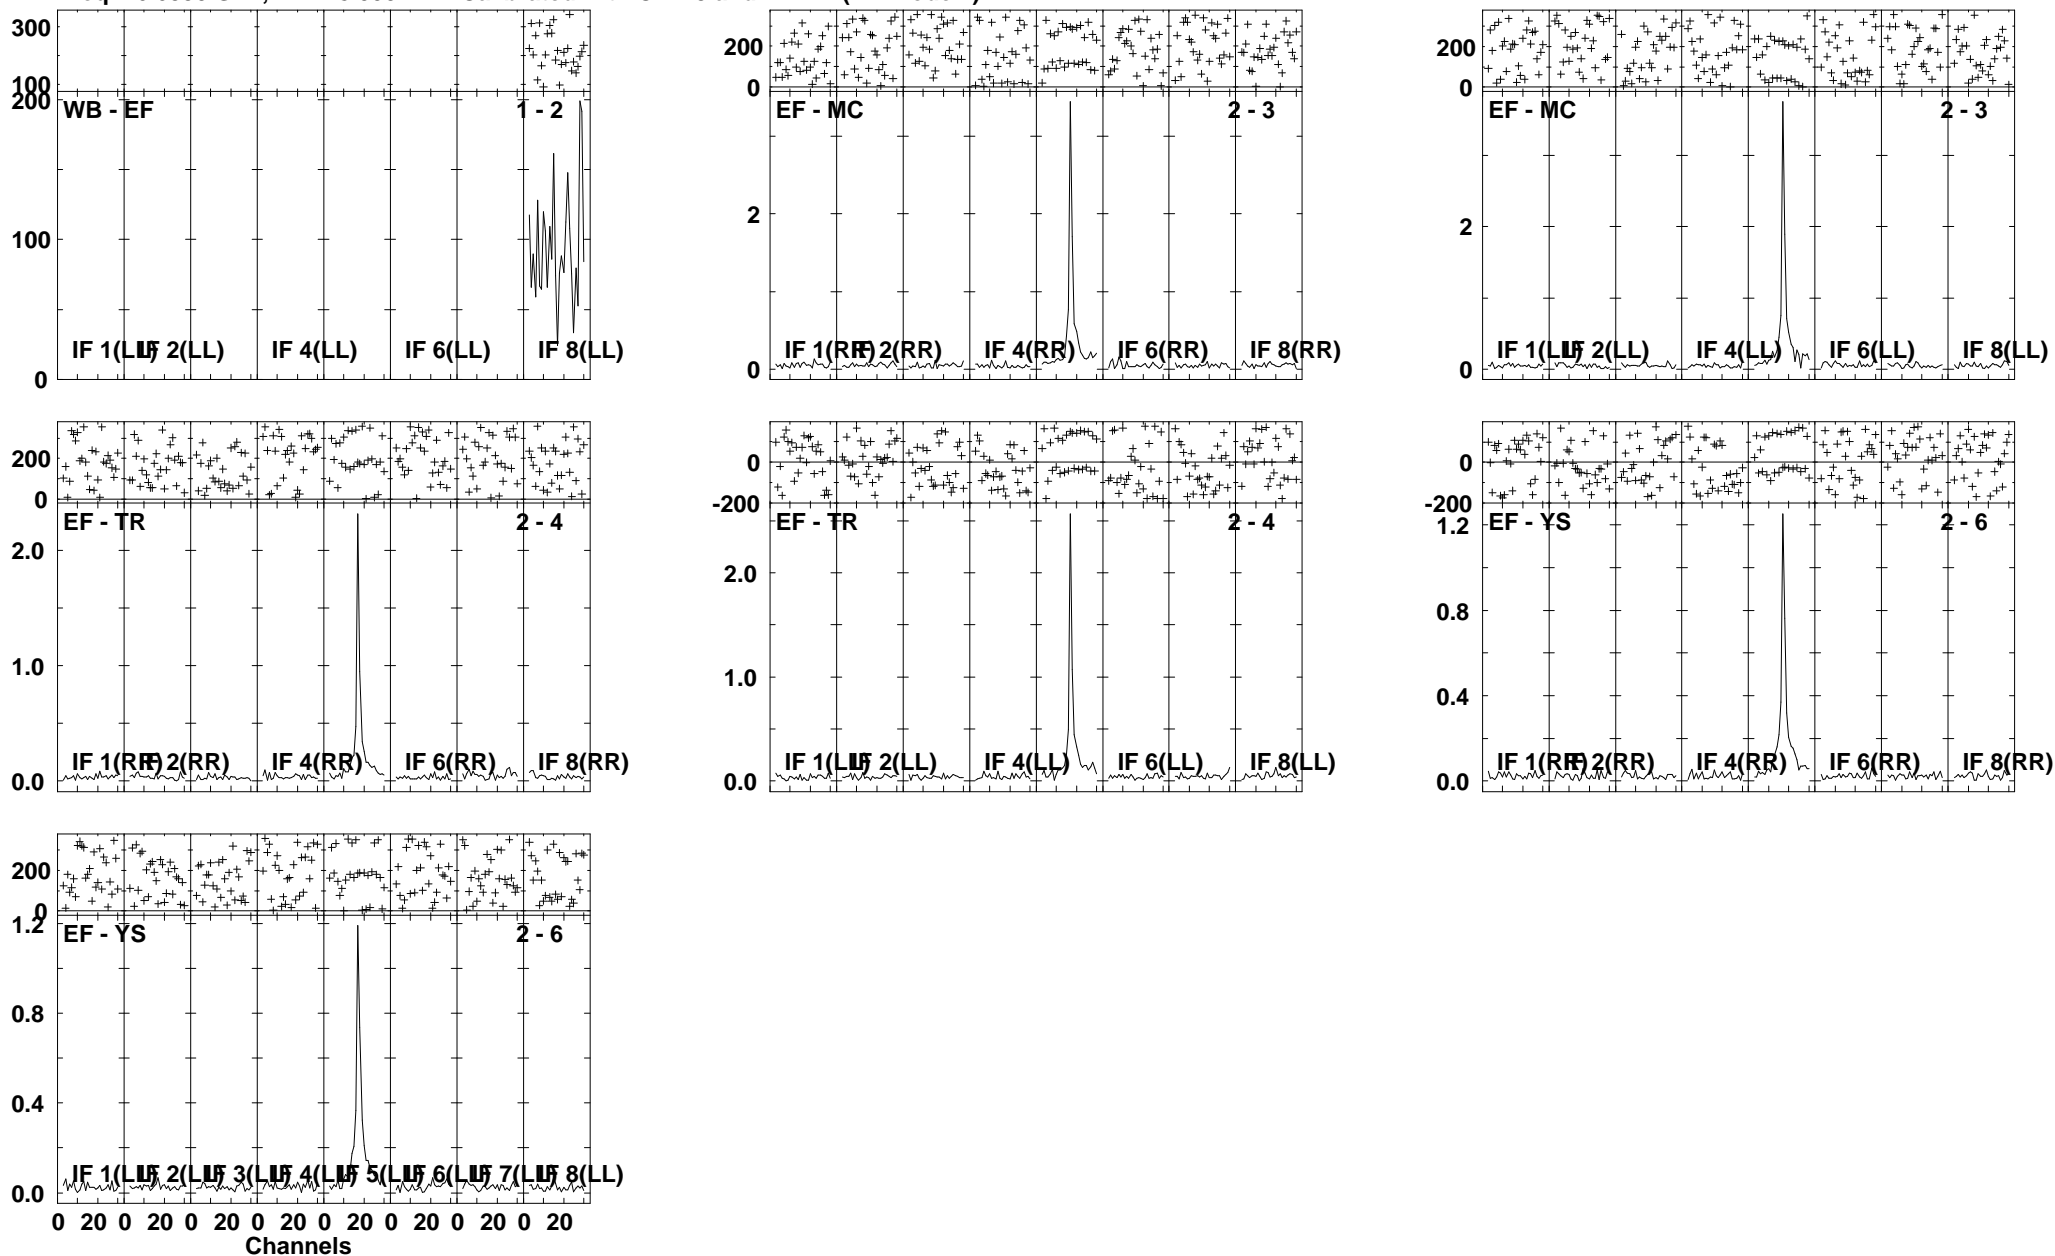 300
100
200
WB - EF
1 - 2
100
0
IF 1(LL) IF 2(LL) IF 4(LL) IF 6(LL) IF 8(LL)
200
0
EF - MC
2 - 3
2
0
IF 1(RR) IF 2(RR) IF 4(RR) IF 6(RR) IF 8(RR)
200
0
EF - MC
2 - 3
2
0
IF 1(LL) IF 2(LL) IF 4(LL) IF 6(LL) IF 8(LL)
200
0
EF - TR
2 - 4
2.0
1.0
0.0
IF 1(RR) IF 2(RR) IF 4(RR) IF 6(RR) IF 8(RR)
0
-200
EF - TR
2 - 4
2.0
1.0
0.0
IF 1(LL) IF 2(LL) IF 4(LL) IF 6(LL) IF 8(LL)
0
-200
EF - YS
2 - 6
1.2
0.8
0.4
0.0
IF 1(RR) IF 2(RR) IF 4(RR) IF 6(RR) IF 8(RR)
200
0
1.2
EF - YS
2 - 6
0.8
0.4
0.0
IF 1(LL) IF 2(LL) IF 3(LL) IF 4(LL) IF 5(LL) IF 6(LL) IF 7(LL) IF 8(LL)
0 20 0 20 0 20 0 20 0 20 0 20 0 20 0 20
Channels